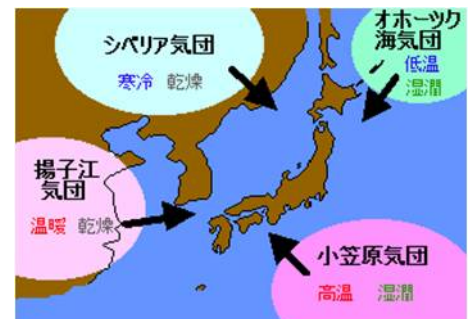 シベリア気団
寒冷 乾燥
オホーツク
海気団
低温
湿潤
揚子江
気団
温暖 乾燥
小笠原気団
高温 湿潤